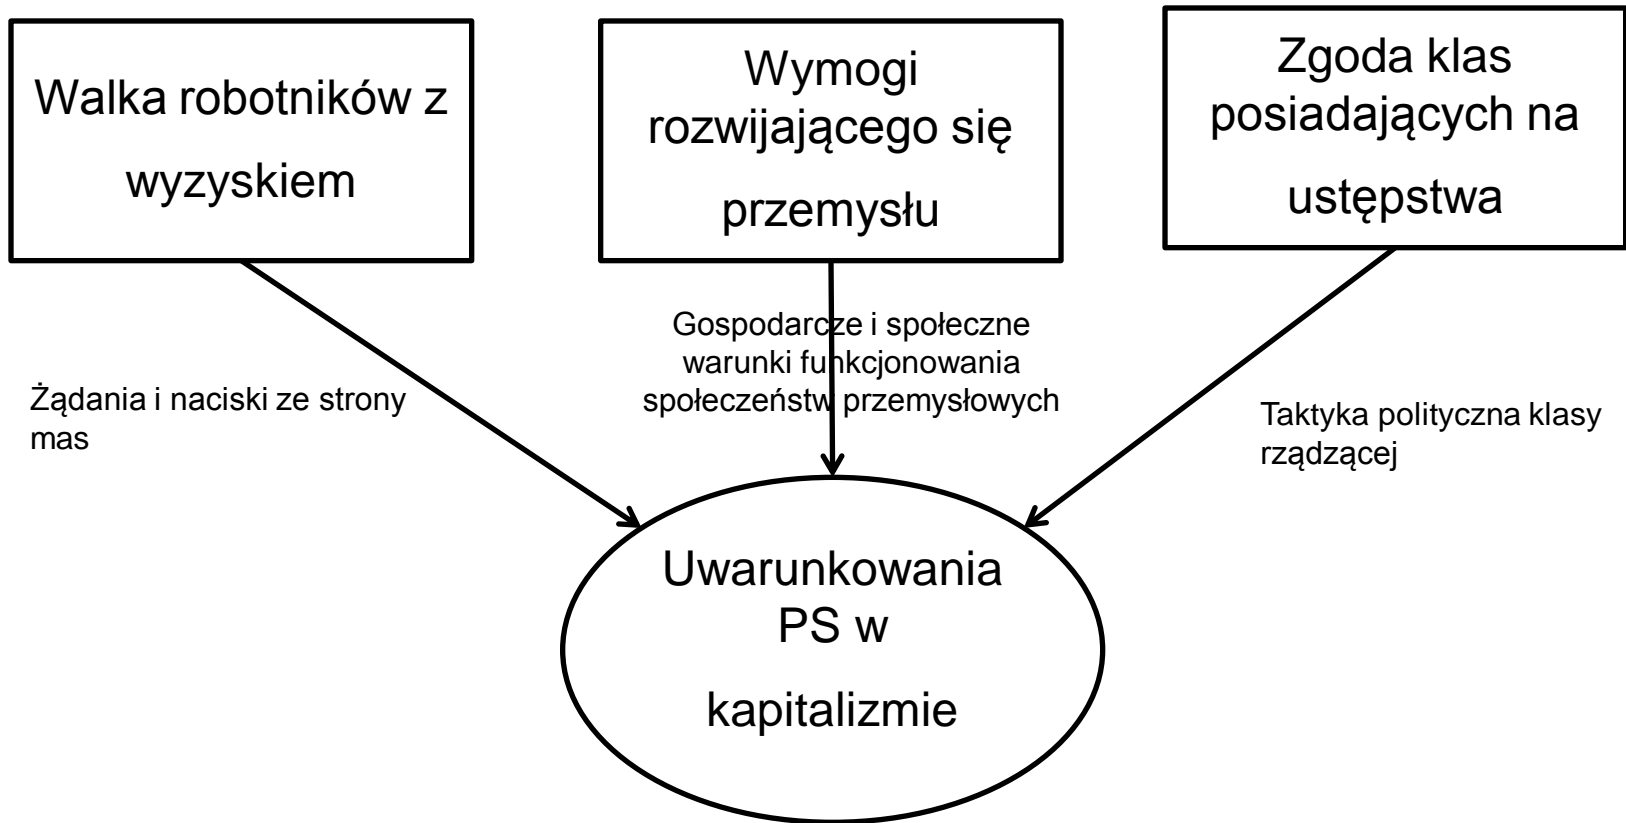 Walka robotników z
wyzyskiem
Wymogi
rozwijającego się
przemysłu
Zgoda klas
posiadających na
ustępstwa
Żądania i naciski ze strony
mas
Gospodarcze i społeczne
warunki funkcjonowania
społeczeństw przemysłowych
Taktyka polityczna klasy
rządzącej
Uwarunkowania
PS w
kapitalizmie